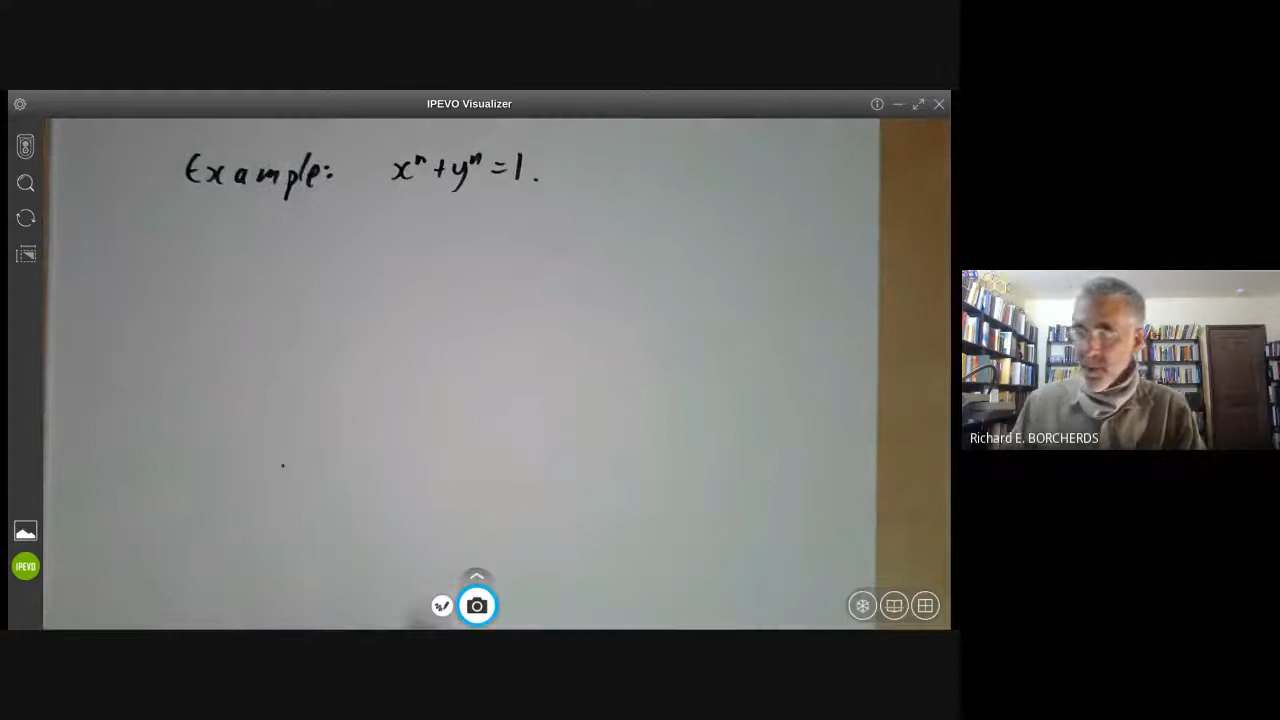 IPEVO Visualizer
Example: xⁿ + yⁿ = 1.
Richard E. BORCHERDS
IPEVO